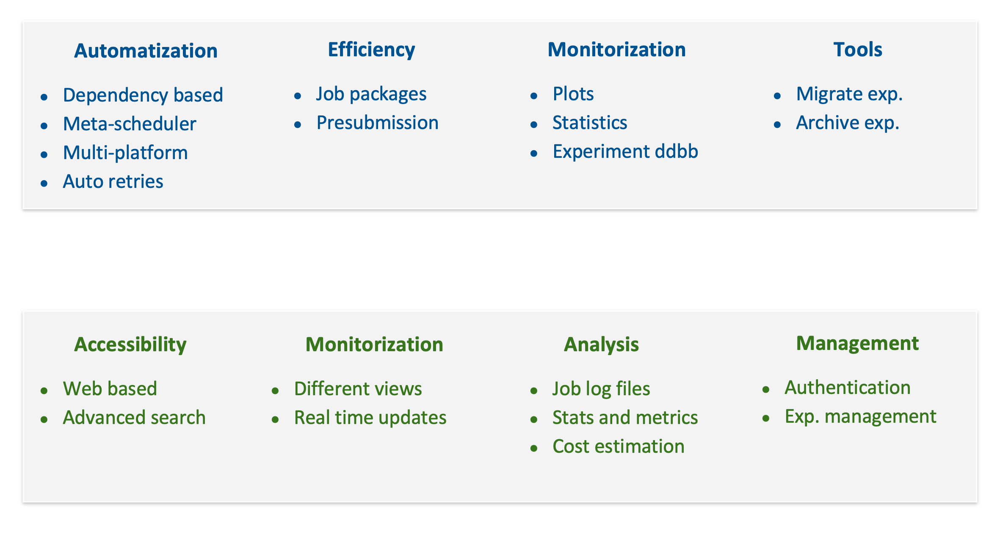 Automatization
• Dependency based
• Meta-scheduler
• Multi-platform
• Auto retries
Efficiency
• Job packages
• Presubmission
Monitorization
• Plots
• Statistics
• Experiment ddbb
Tools
• Migrate exp.
• Archive exp.
Accessibility
• Web based
• Advanced search
Monitorization
• Different views
• Real time updates
Analysis
• Job log files
• Stats and metrics
• Cost estimation
Management
• Authentication
• Exp. management